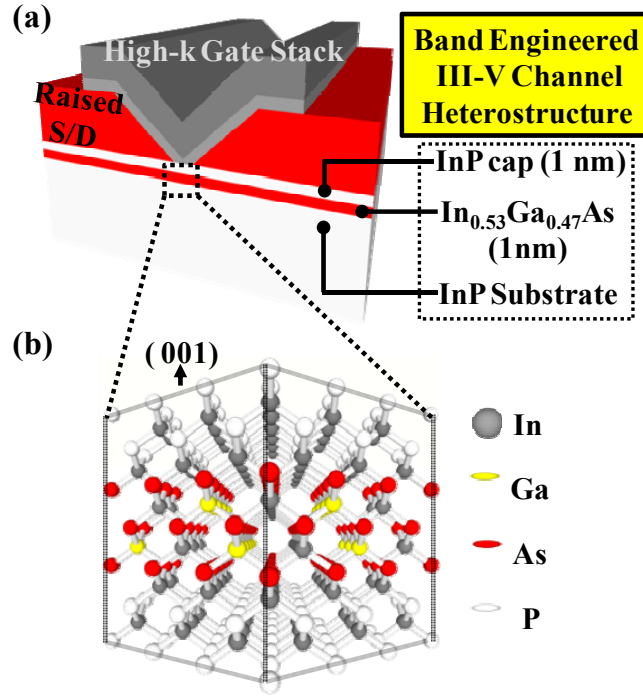 (a)
High-k Gate Stack
Raised
S/D
Band Engineered
III-V Channel
Heterostructure
InP cap (1 nm)
In₀.₅₃Ga₀.₄₇As
(1nm)
InP Substrate
(b)
(001)
In
Ga
As
P